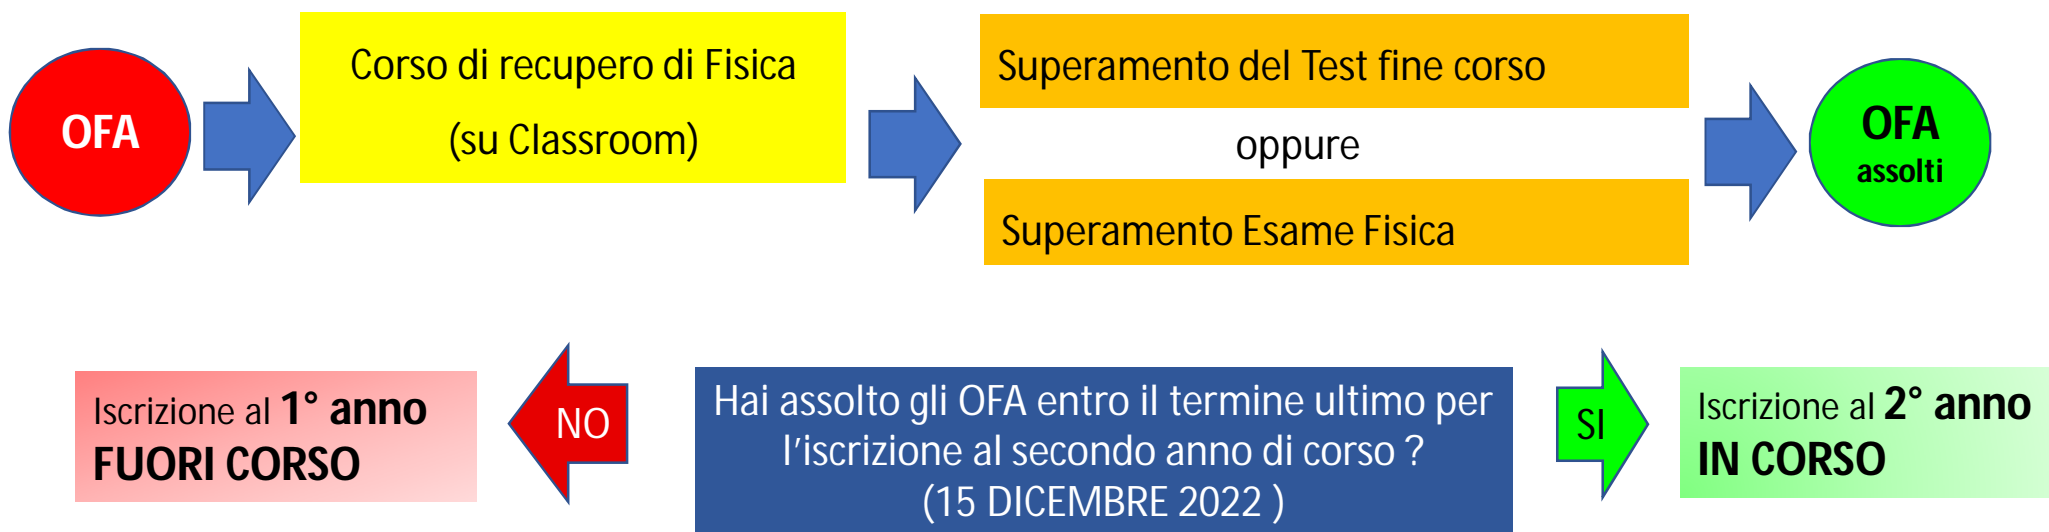 OFA
Corso di recupero di Fisica
(su Classroom)
Superamento del Test fine corso
oppure
Superamento Esame Fisica
OFA
assolti
Iscrizione al 1° anno
FUORI CORSO
NO
Hai assolto gli OFA entro il termine ultimo per
l'iscrizione al secondo anno di corso ?
(15 DICEMBRE 2022 )
SI
Iscrizione al 2° anno
IN CORSO